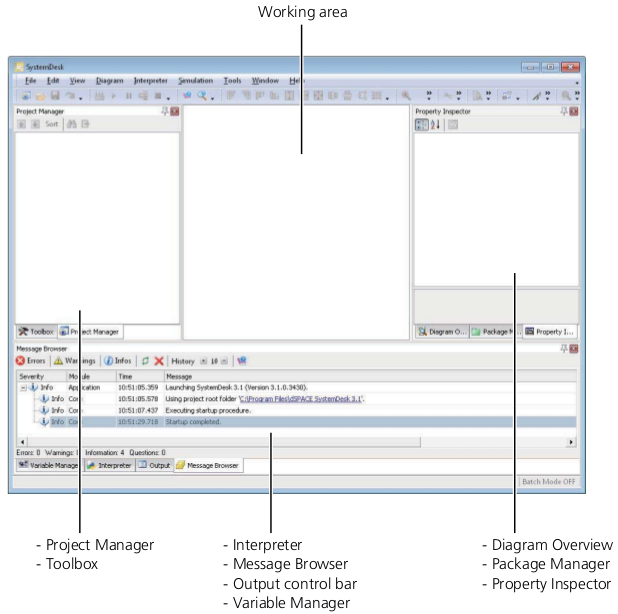 Working area
SystemDesk
File Edit View Diagram Interpreter Simulation Tools Window Help
Project Manager
Property Inspector
Sort
Toolbox Project Manager
Diagram O... Package M... Property I...
Message Browser
Errors Warnings Infos History 10
Severity Module Time Message
Info Application 10:51:05.359 Launching SystemDesk 3.1 (Version 3.1.0.3430).
Info 10:51:05.578 Using project root folder 'C:\Program Files\dSPACE SystemDesk 3.1'.
Info 10:51:07.437 Executing startup procedure.
Info 10:51:29.718 Startup completed.
Errors: 0 Warnings: Information: 4 Questions: 0
Variable Manager Interpreter Output Message Browser
Batch Mode OFF
- Project Manager
- Toolbox
- Interpreter
- Message Browser
- Output control bar
- Variable Manager
- Diagram Overview
- Package Manager
- Property Inspector